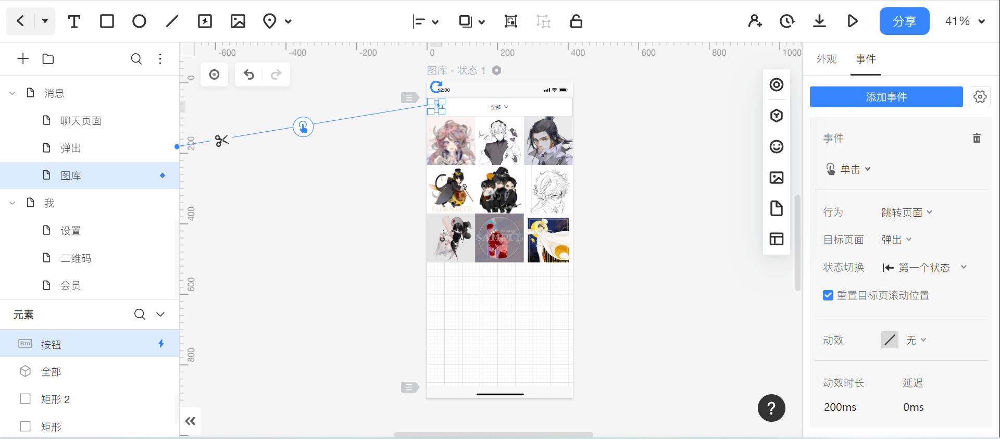 T
分享
41%
消息
聊天页面
弹出
图库
我
设置
二维码
会员
元素
Btn 按钮
全部
矩形 2
矩形
-600
-400
-200
0
200
400
600
800
1000
0
200
400
600
800
图库 - 状态 1
12:00
全部
KLEIN MORETTI
SAMPLE
?
外观
事件
添加事件
事件
单击
行为 跳转页面
目标页面 弹出
状态切换 第一个状态
重置目标页滚动位置
动效 无
动效时长 延迟
200ms 0ms